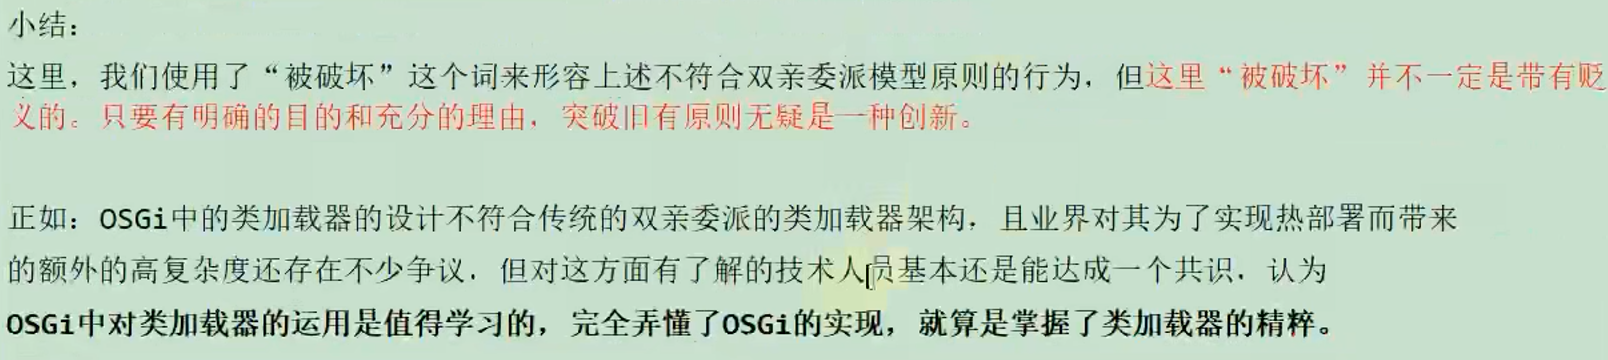 小结：
这里，我们使用了“被破坏”这个词来形容上述不符合双亲委派模型原则的行为，但这里“被破坏”并不一定是带有贬
义的。只要有明确的目的和充分的理由，突破旧有原则无疑是一种创新。
正如：OSGi中的类加载器的设计不符合传统的双亲委派的类加载器架构，且业界对其为了实现热部署而带来
的额外的高复杂度还存在不少争议，但对这方面有了解的技术人员基本还是能达成一个共识，认为
OSGi中对类加载器的运用是值得学习的，完全弄懂了OSGi的实现，就算是掌握了类加载器的精粹。